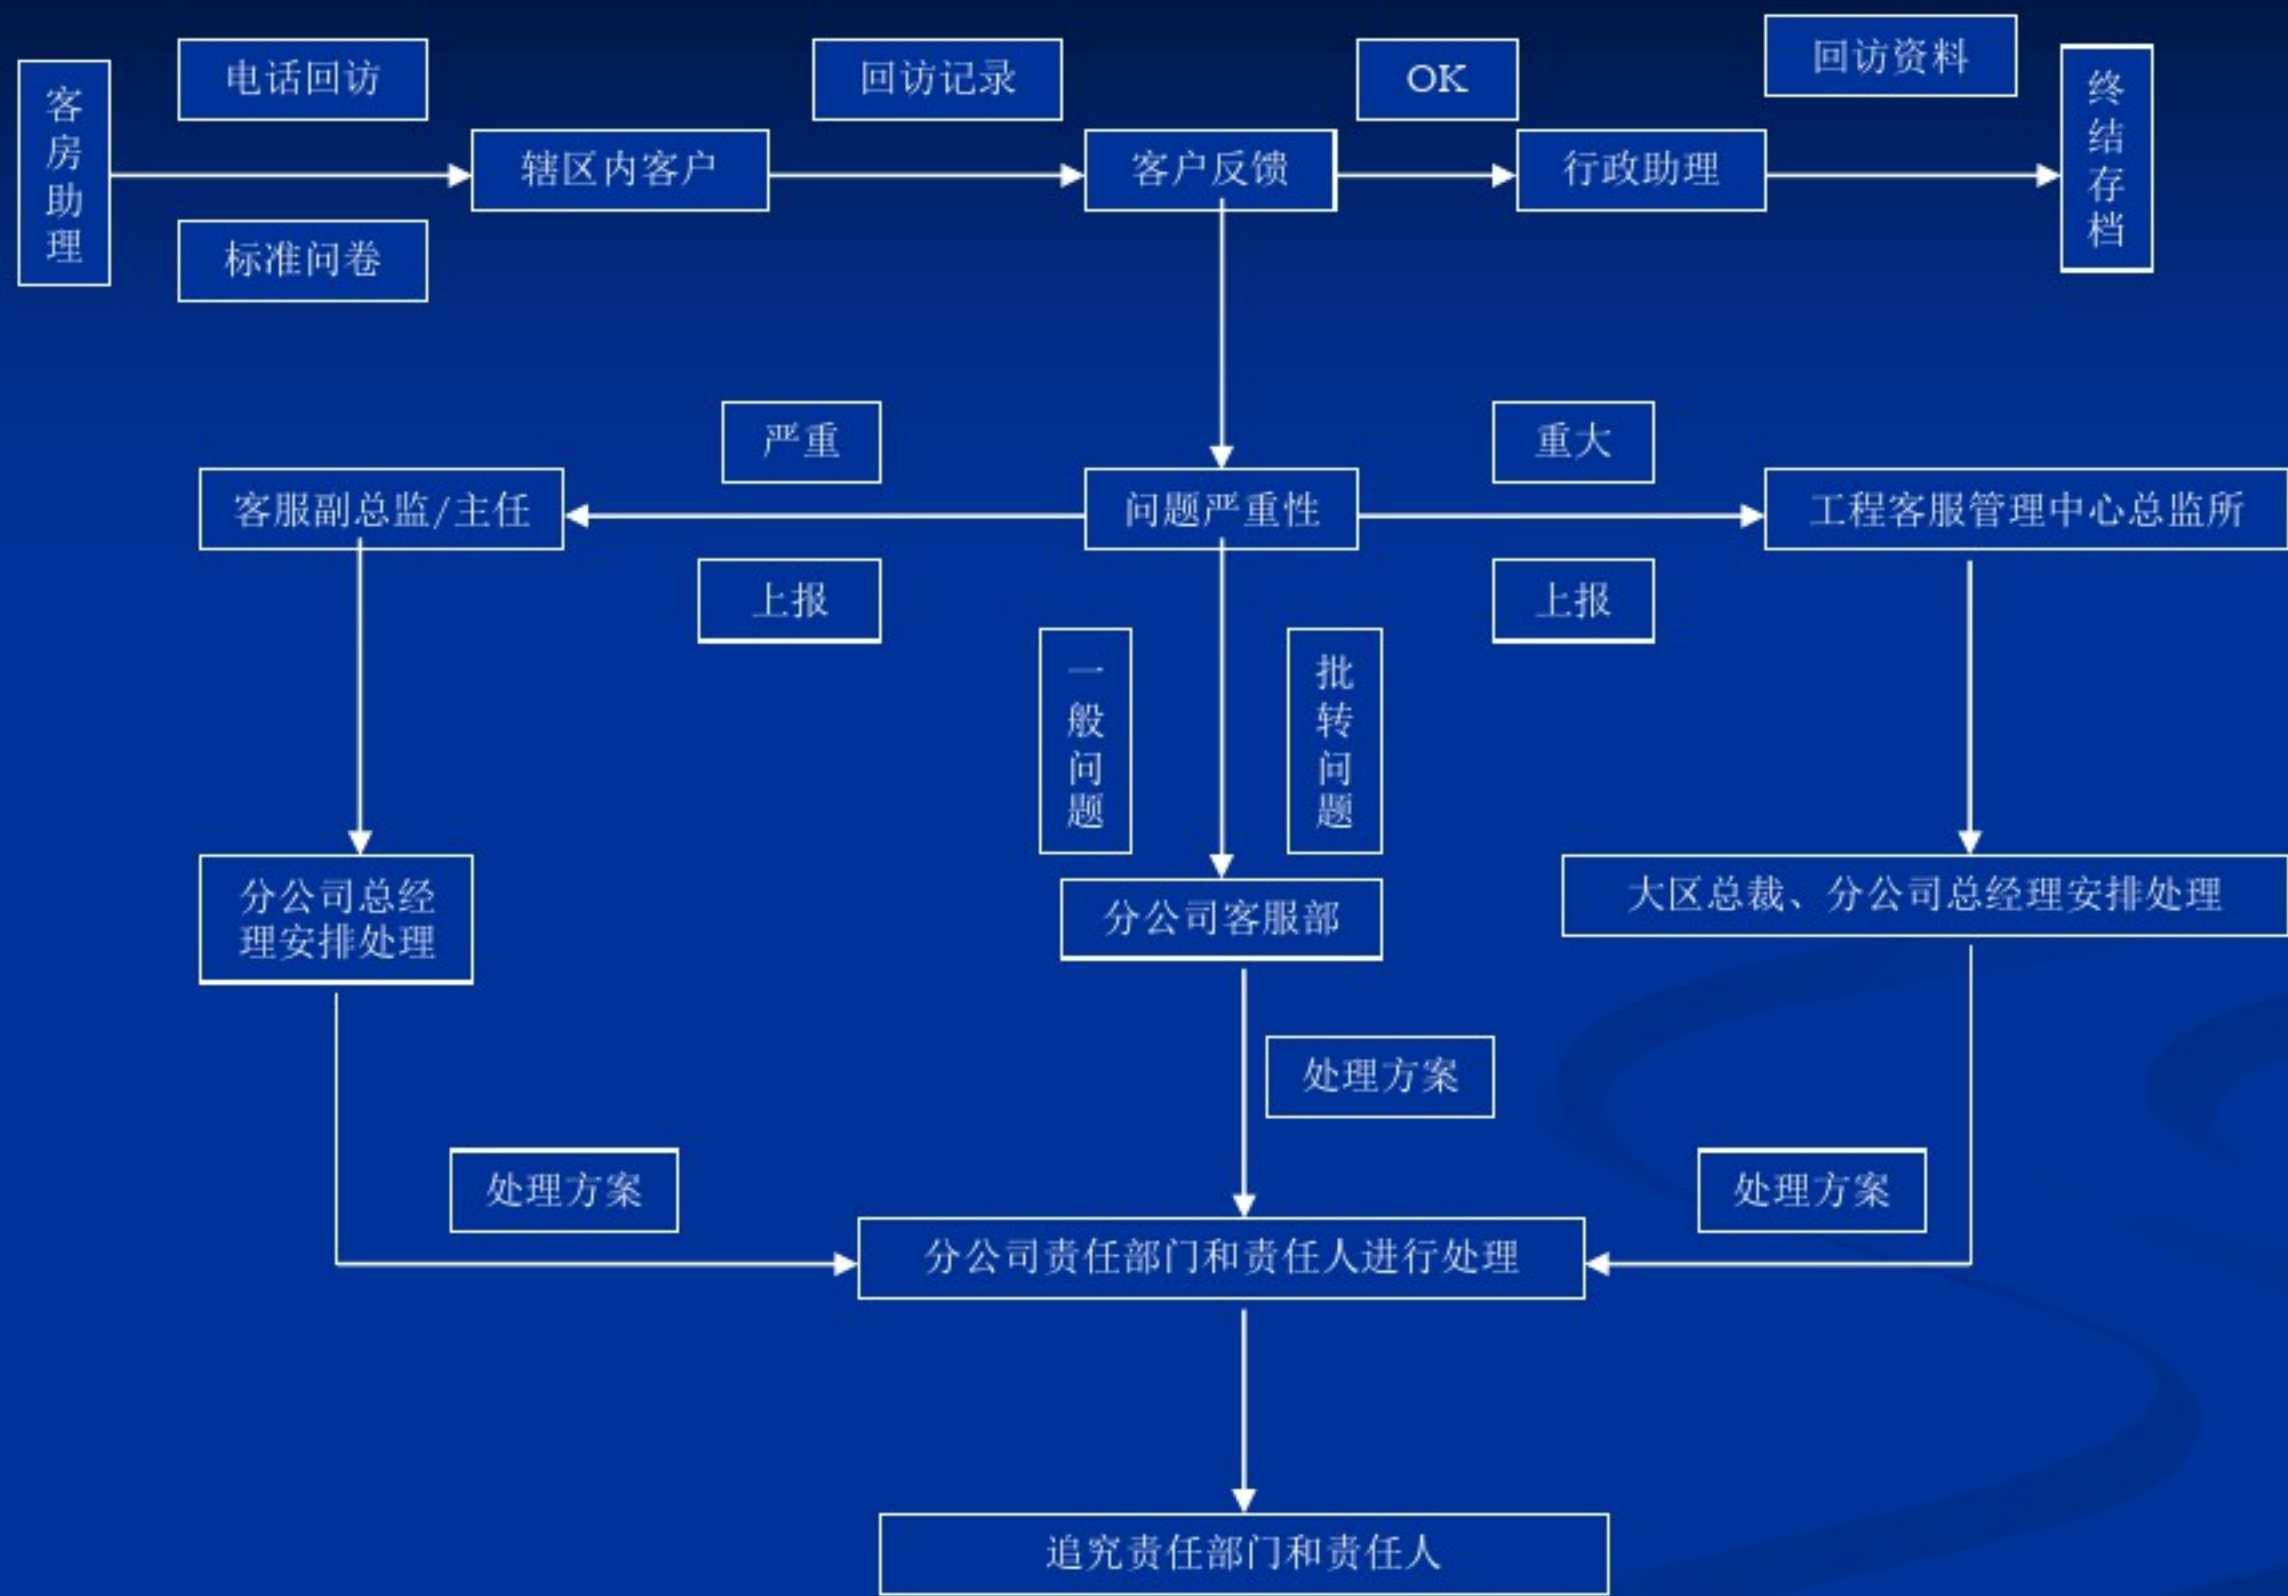 客房助理
电话回访
标准问卷
辖区内客户
回访记录
客户反馈
OK
行政助理
回访资料
终结存档
严重
重大
客服副总监/主任
问题严重性
工程客服管理中心总监所
上报
上报
一般问题
批转问题
分公司总经
理安排处理
分公司客服部
大区总裁、分公司总经理安排处理
处理方案
处理方案
处理方案
分公司责任部门和责任人进行处理
追究责任部门和责任人